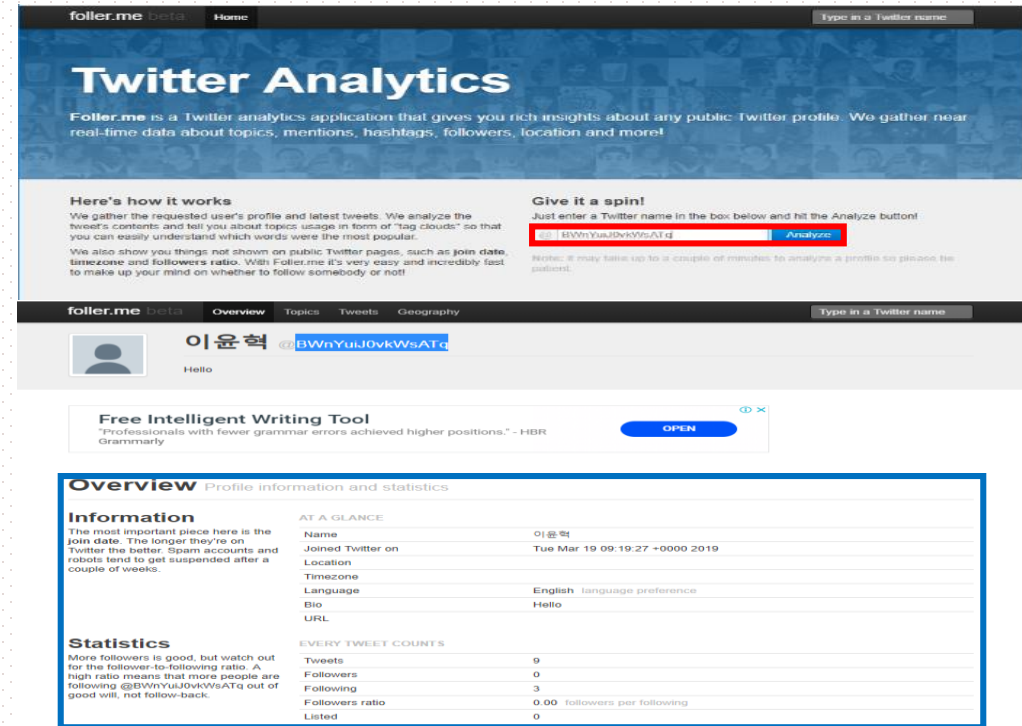 foller.me beta Home Type in a Twitter name
Twitter Analytics
Foller.me is a Twitter analytics application that gives you rich insights about any public Twitter profile. We gather near
real-time data about topics, mentions, hashtags, followers, location and more!
Here's how it works
We gather the requested user's profile and latest tweets. We analyze the
tweet's contents and tell you about topics usage in form of "tag clouds" so that
you can easily understand which words were the most popular.
We also show you things not shown on public Twitter pages, such as join date,
timezone and followers ratio. With Foller.me it's very easy and incredibly fast
to make up your mind on whether to follow somebody or not!
Give it a spin!
Just enter a Twitter name in the box below and hit the Analyze button!
@ BWnYuiJ0vkWsATq Analyze
Note: it may take up to a couple of minutes to analyze a profile so please be
patient.
foller.me beta Overview Topics Tweets Geography Type in a Twitter name
이윤혁 @BWnYuiJ0vkWsATq
Hello
Free Intelligent Writing Tool
"Professionals with fewer grammar errors achieved higher positions." - HBR
Grammarly
OPEN
Overview Profile information and statistics
Information
The most important piece here is the
join date. The longer they're on
Twitter the better. Spam accounts and
robots tend to get suspended after a
couple of weeks.
AT A GLANCE
Name 이윤혁
Joined Twitter on Tue Mar 19 09:19:27 +0000 2019
Location
Timezone
Language English language preference
Bio Hello
URL
Statistics
More followers is good, but watch out
for the follower-to-following ratio. A
high ratio means that more people are
following @BWnYuiJ0vkWsATq out of
good will, not follow-back.
EVERY TWEET COUNTS
Tweets 9
Followers 0
Following 3
Followers ratio 0.00 followers per following
Listed 0